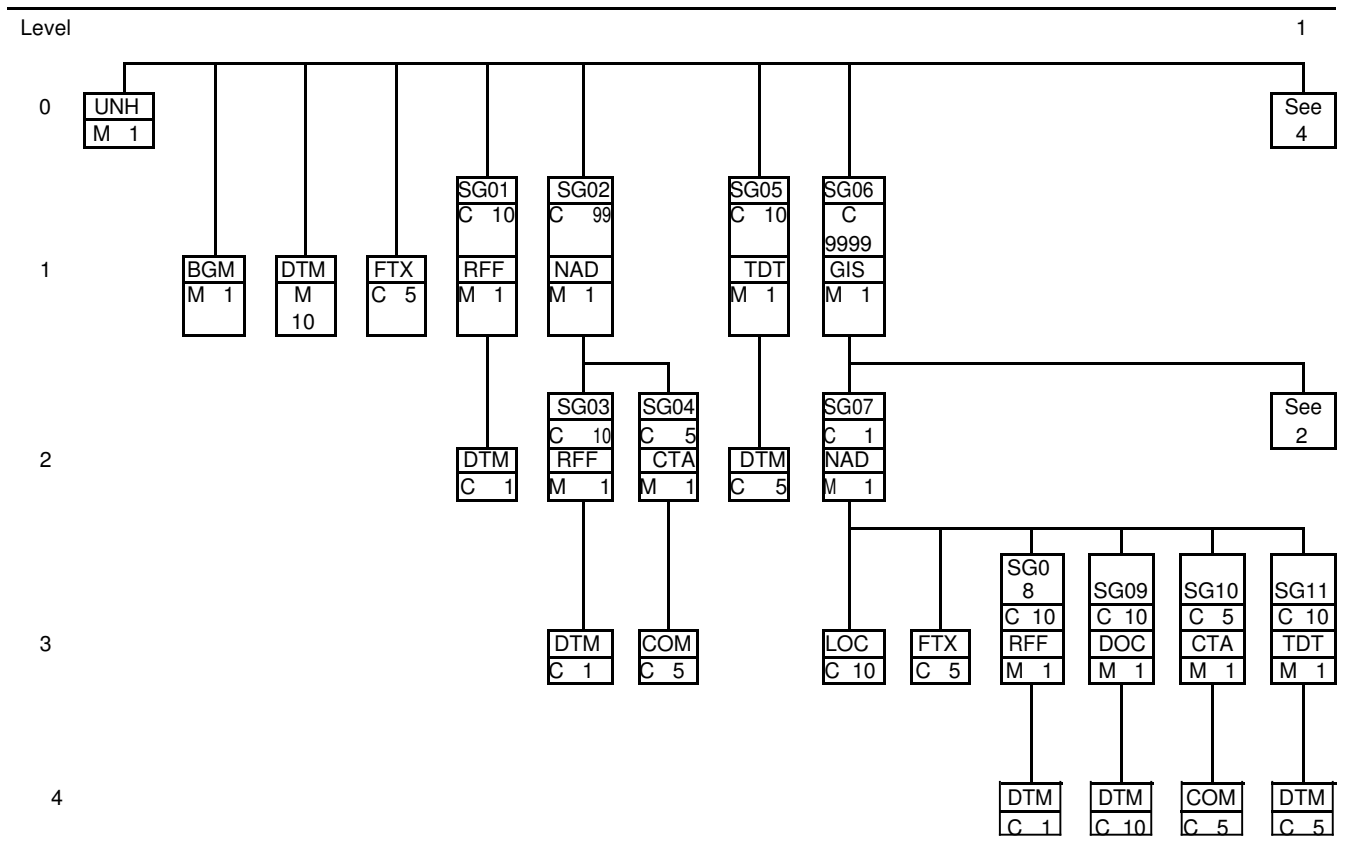 Level 1
0 UNH See
M 1 4
SG01 SG02 SG05 SG06
C 10 C 99 C 10 C
9999
1 BGM DTM FTX RFF NAD TDT GIS
M 1 M C 5 M 1 M 1 M 1 M 1
10
SG03 SG04 SG07 See
C 10 C 5 C 1 2
2 DTM RFF CTA DTM NAD
C 1 M 1 M 1 C 5 M 1
SG0
8 SG09 SG10 SG11
C 10 C 10 C 5 C 10
3 DTM COM LOC FTX RFF DOC CTA TDT
C 1 C 5 C 10 C 5 M 1 M 1 M 1 M 1
4 DTM DTM COM DTM
C 1 C 10 C 5 C 5